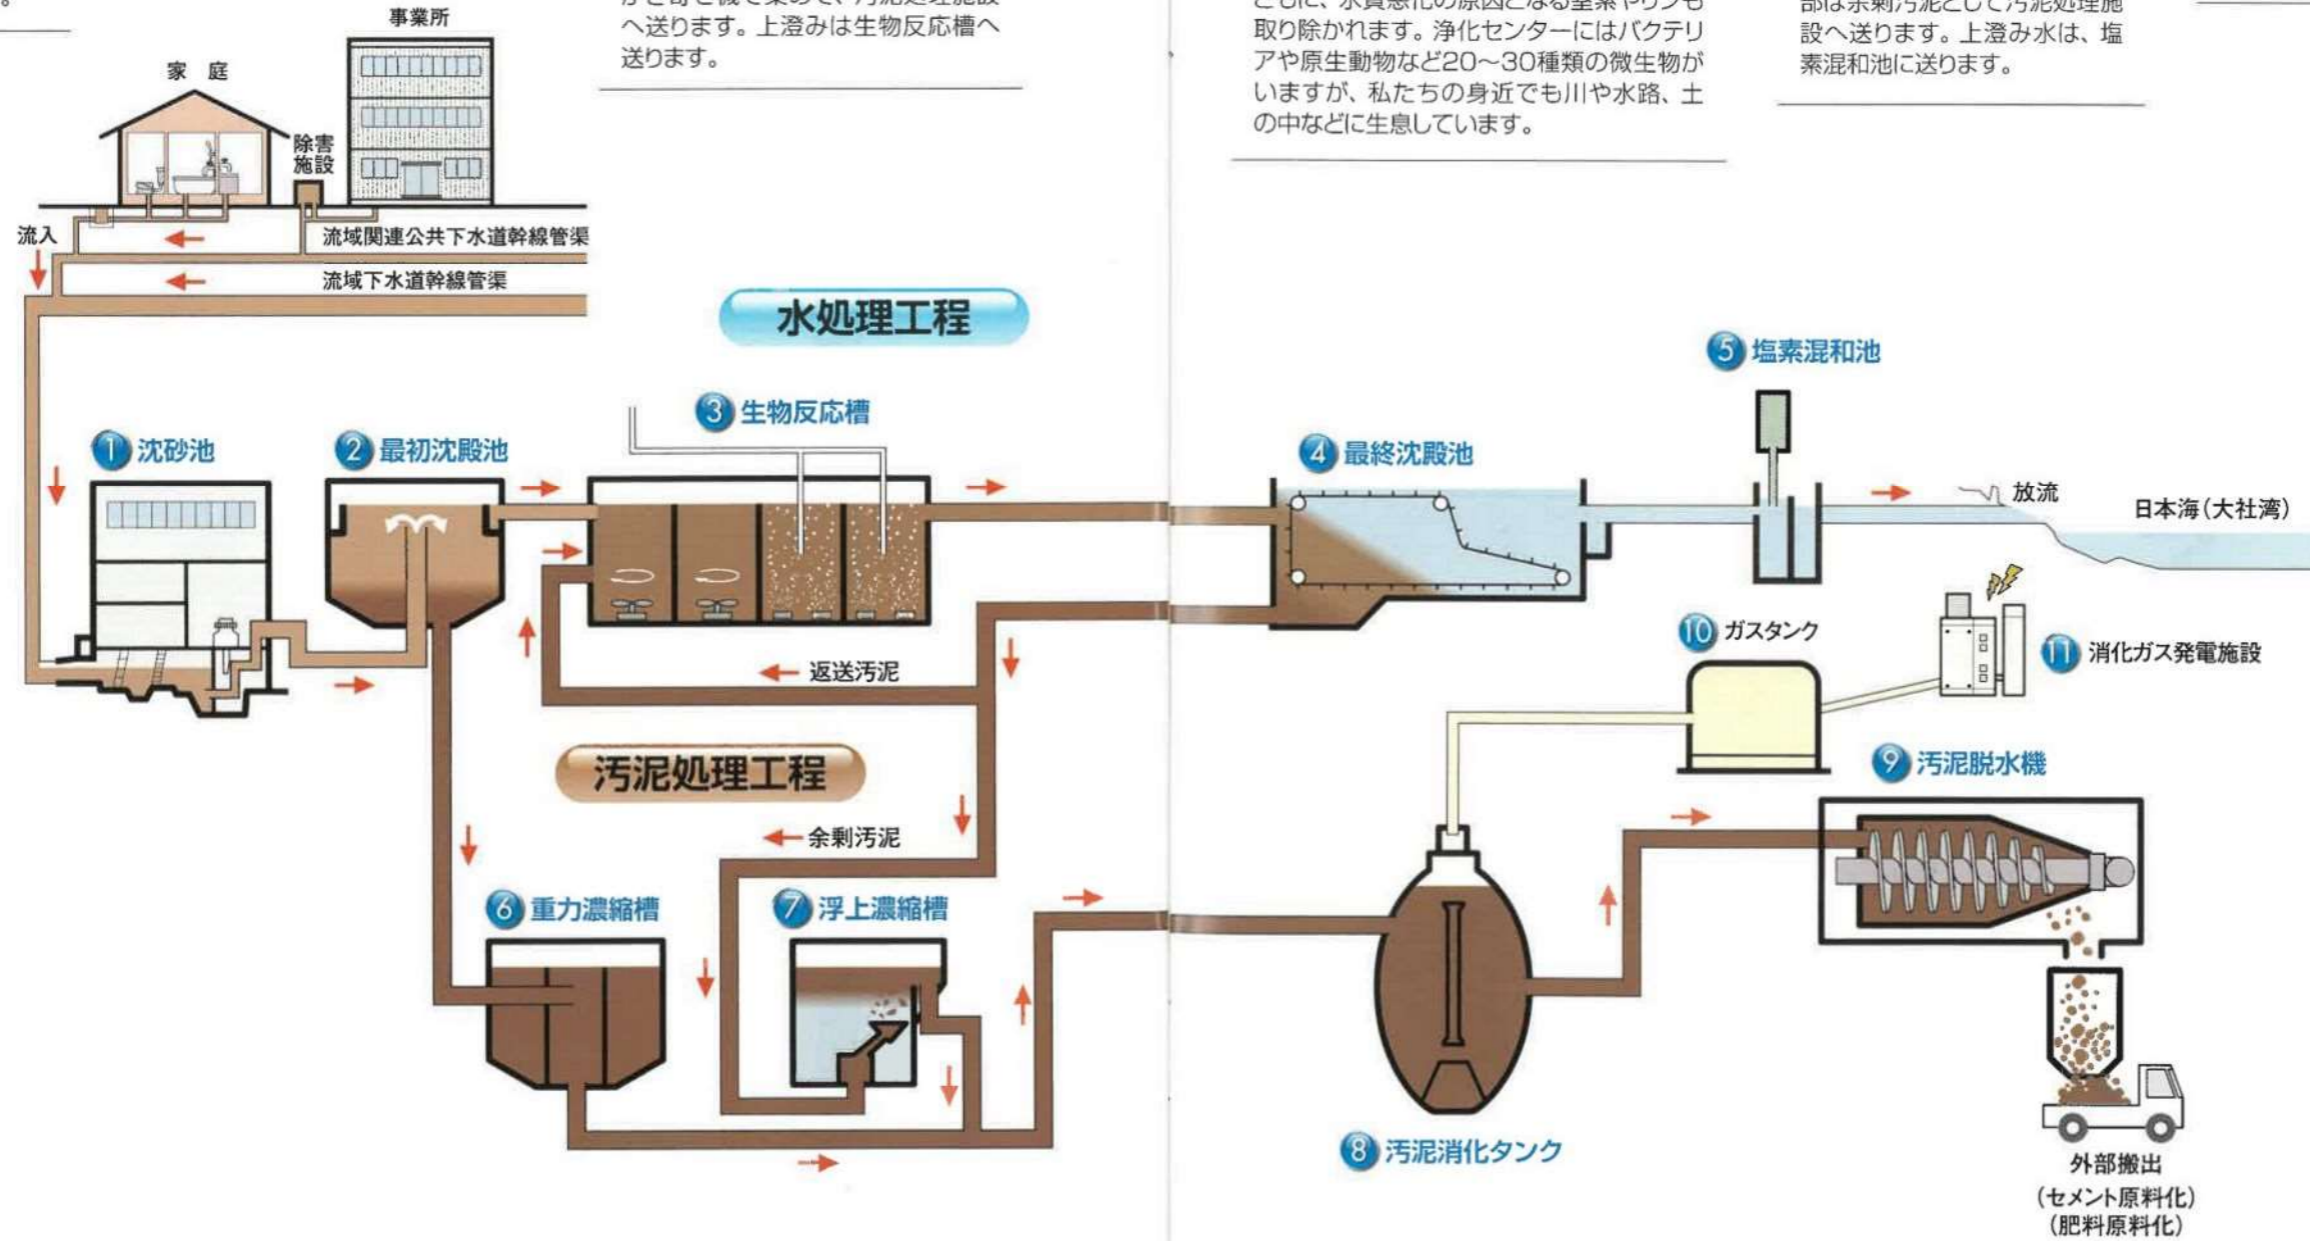 へ送ります。上澄みは生物反応槽へ
送ります。
取り除かれます。浄化センターにはバクテリ
アや原生動物など20〜30種類の微生物が
いますが、私たちの身近でも川や水路、土
の中などに生息しています。
設へ送ります。上澄み水は、塩
素混和池に送ります。
事業所
家 庭
除害
施設
流入
流域関連公共下水道幹線管渠
流域下水道幹線管渠
水処理工程
① 沈砂池
② 最初沈殿池
③ 生物反応槽
④ 最終沈殿池
⑤ 塩素混和池
放流
日本海(大社湾)
返送汚泥
汚泥処理工程
余剰汚泥
⑥ 重力濃縮槽
⑦ 浮上濃縮槽
⑧ 汚泥消化タンク
⑩ ガスタンク
⑪ 消化ガス発電施設
⑨ 汚泥脱水機
外部搬出
(セメント原料化)
(肥料原料化)